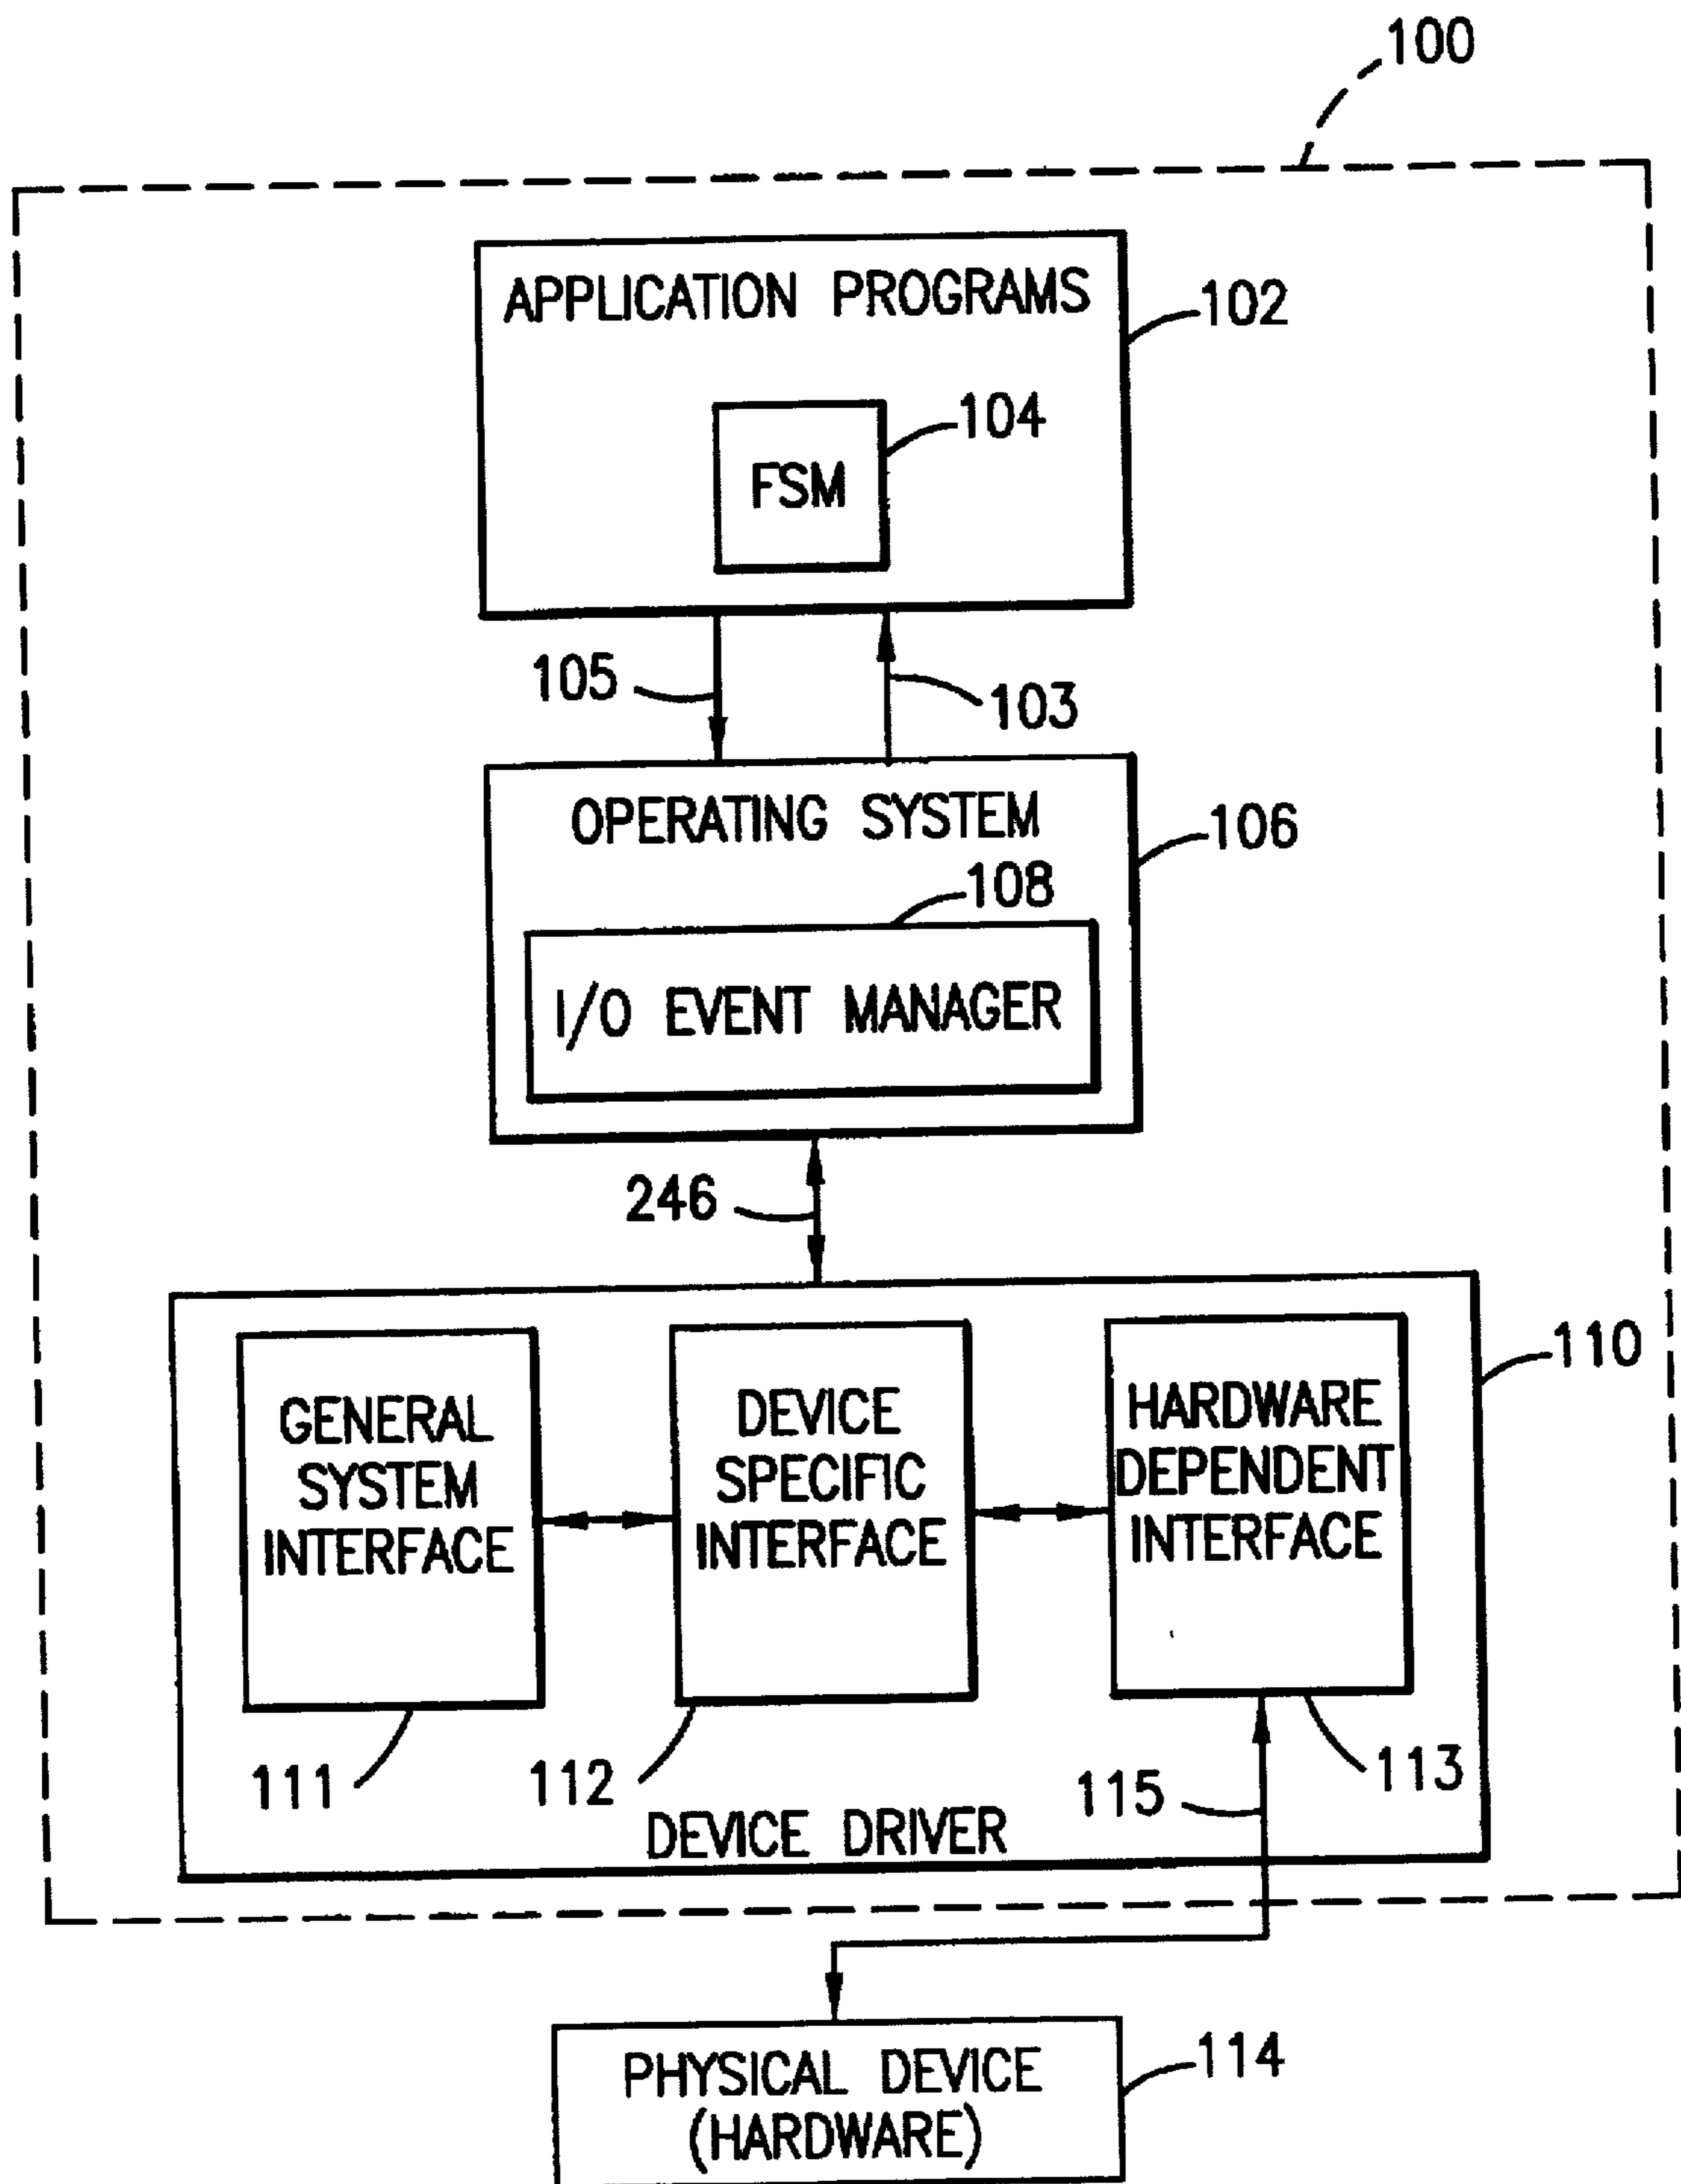 100
APPLICATION PROGRAMS
102
104
FSM
105
103
OPERATING SYSTEM
106
108
I/O EVENT MANAGER
246
110
GENERAL
SYSTEM
INTERFACE
DEVICE
SPECIFIC
INTERFACE
HARDWARE
DEPENDENT
INTERFACE
111
112
115
113
DEVICE DRIVER
PHYSICAL DEVICE
(HARDWARE)
114